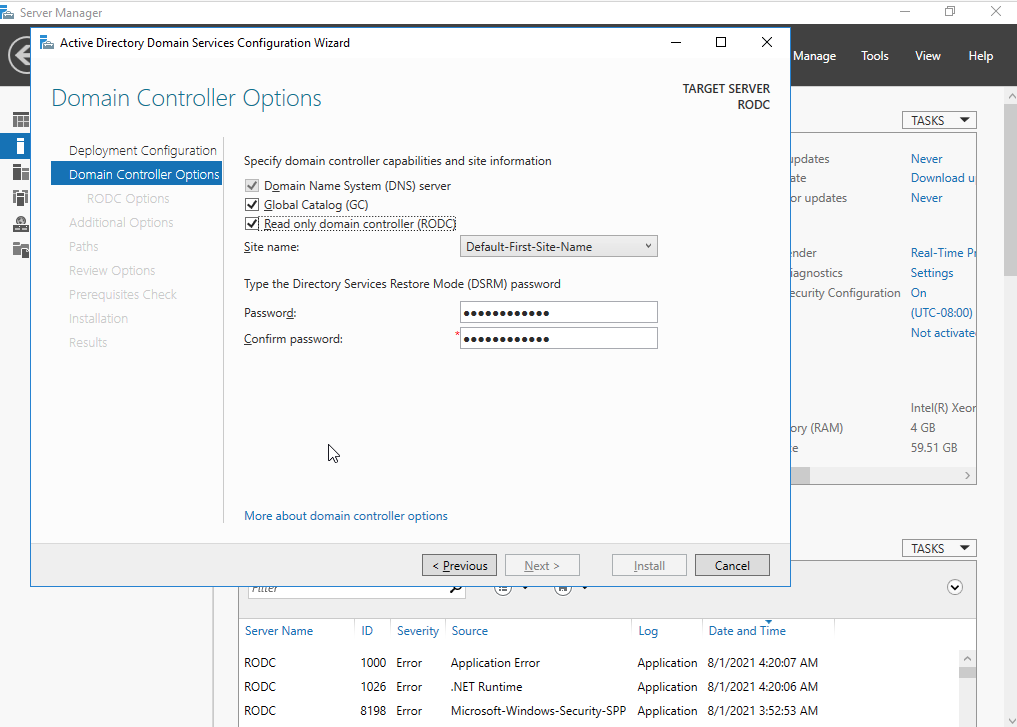 Server Manager
Active Directory Domain Services Configuration Wizard
Manage Tools View Help
Domain Controller Options
TARGET SERVER
RODC
TASKS
Deployment Configuration
Domain Controller Options
RODC Options
Additional Options
Paths
Review Options
Prerequisites Check
Installation
Results
Specify domain controller capabilities and site information
Domain Name System (DNS) server
Global Catalog (GC)
Read only domain controller (RODC)
Site name: Default-First-Site-Name
Type the Directory Services Restore Mode (DSRM) password
Password: ●●●●●●●●●●●●
Confirm password: * ●●●●●●●●●●●●
More about domain controller options
< Previous Next > Install Cancel
updates Never
ate Download u
or updates Never
ender Real-Time Pr
iagnostics Settings
ecurity Configuration On
(UTC-08:00)
Not activate
Intel(R) Xeor
ory (RAM) 4 GB
e 59.51 GB
TASKS
Filter
Server Name ID Severity Source Log Date and Time
RODC 1000 Error Application Error Application 8/1/2021 4:20:07 AM
RODC 1026 Error .NET Runtime Application 8/1/2021 4:20:06 AM
RODC 8198 Error Microsoft-Windows-Security-SPP Application 8/1/2021 3:52:53 AM